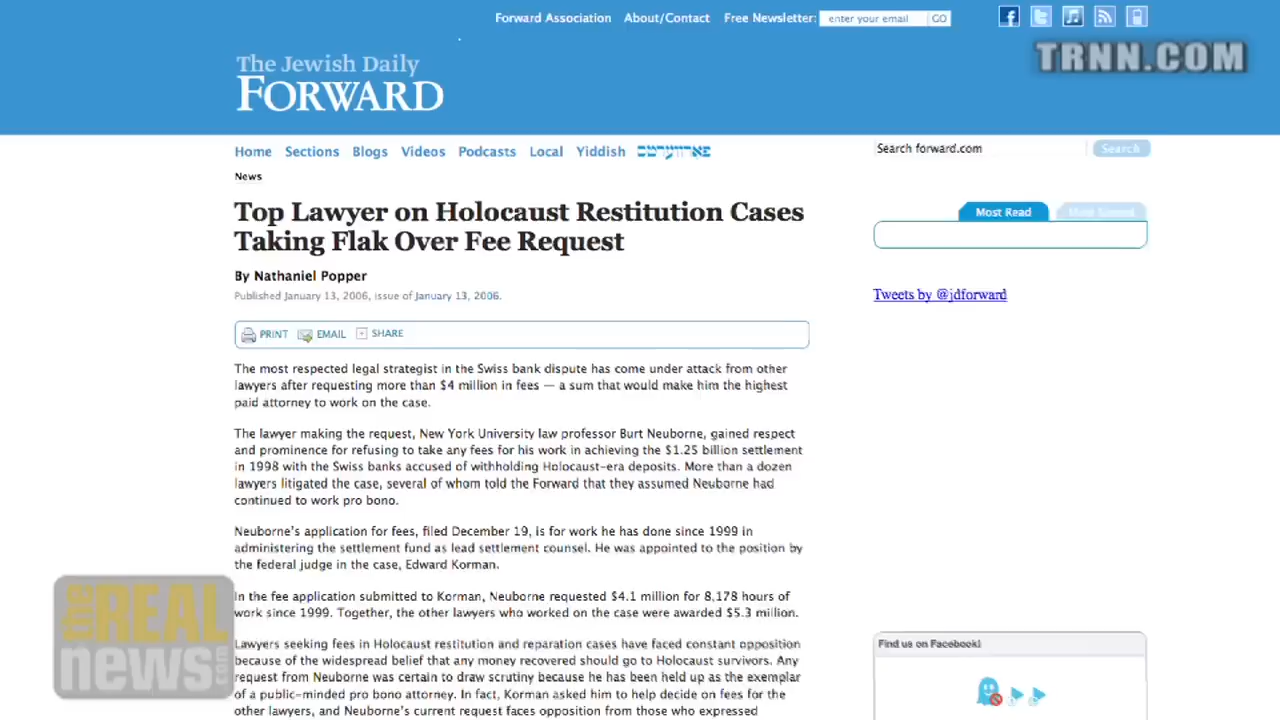 Forward Association About/Contact Free Newsletter: enter your email GO
TRNN.COM
The Jewish Daily
FORWARD
Home Sections Blogs Videos Podcasts Local Yiddish פֿאָרווערטס
Search forward.com Search
News
Top Lawyer on Holocaust Restitution Cases
Taking Flak Over Fee Request
Most Read
By Nathaniel Popper
Published January 13, 2006, issue of January 13, 2006.
Tweets by @jdforward
PRINT EMAIL SHARE
The most respected legal strategist in the Swiss bank dispute has come under attack from other
lawyers after requesting more than $4 million in fees — a sum that would make him the highest
paid attorney to work on the case.
The lawyer making the request, New York University law professor Burt Neuborne, gained respect
and prominence for refusing to take any fees for his work in achieving the $1.25 billion settlement
in 1998 with the Swiss banks accused of withholding Holocaust-era deposits. More than a dozen
lawyers litigated the case, several of whom told the Forward that they assumed Neuborne had
continued to work pro bono.
Neuborne's application for fees, filed December 19, is for work he has done since 1999 in
administering the settlement fund as lead settlement counsel. He was appointed to the position by
the federal judge in the case, Edward Korman.
In the fee application submitted to Korman, Neuborne requested $4.1 million for 8,178 hours of
work since 1999. Together, the other lawyers who worked on the case were awarded $5.3 million.
Lawyers seeking fees in Holocaust restitution and reparation cases have faced constant opposition
because of the widespread belief that any money recovered should go to Holocaust survivors. Any
request from Neuborne was certain to draw scrutiny because he has been held up as the exemplar
of a public-minded pro bono attorney. In fact, Korman asked him to help decide on fees for the
other lawyers, and Neuborne's current request faces opposition from those who expressed
Find us on Facebook!
the REAL
news.com